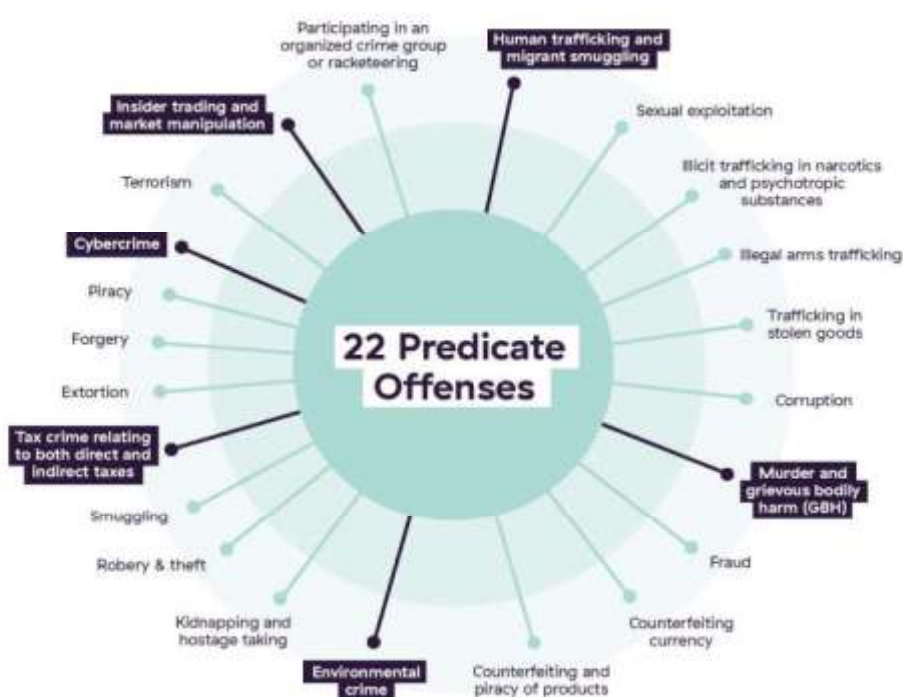 22 Predicate
Offenses
Participating in an
organized crime group
or racketeering
Human trafficking and
migrant smuggling
Sexual exploitation
Illicit trafficking in narcotics
and psychotropic
substances
Illegal arms trafficking
Trafficking in
stolen goods
Corruption
Murder and
grievous bodily
harm (GBH)
Fraud
Counterfeiting
currency
Counterfeiting and
piracy of products
Environmental
crime
Kidnapping and
hostage taking
Robery & theft
Smuggling
Tax crime relating
to both direct and
indirect taxes
Extortion
Forgery
Piracy
Cybercrime
Terrorism
Insider trading and
market manipulation